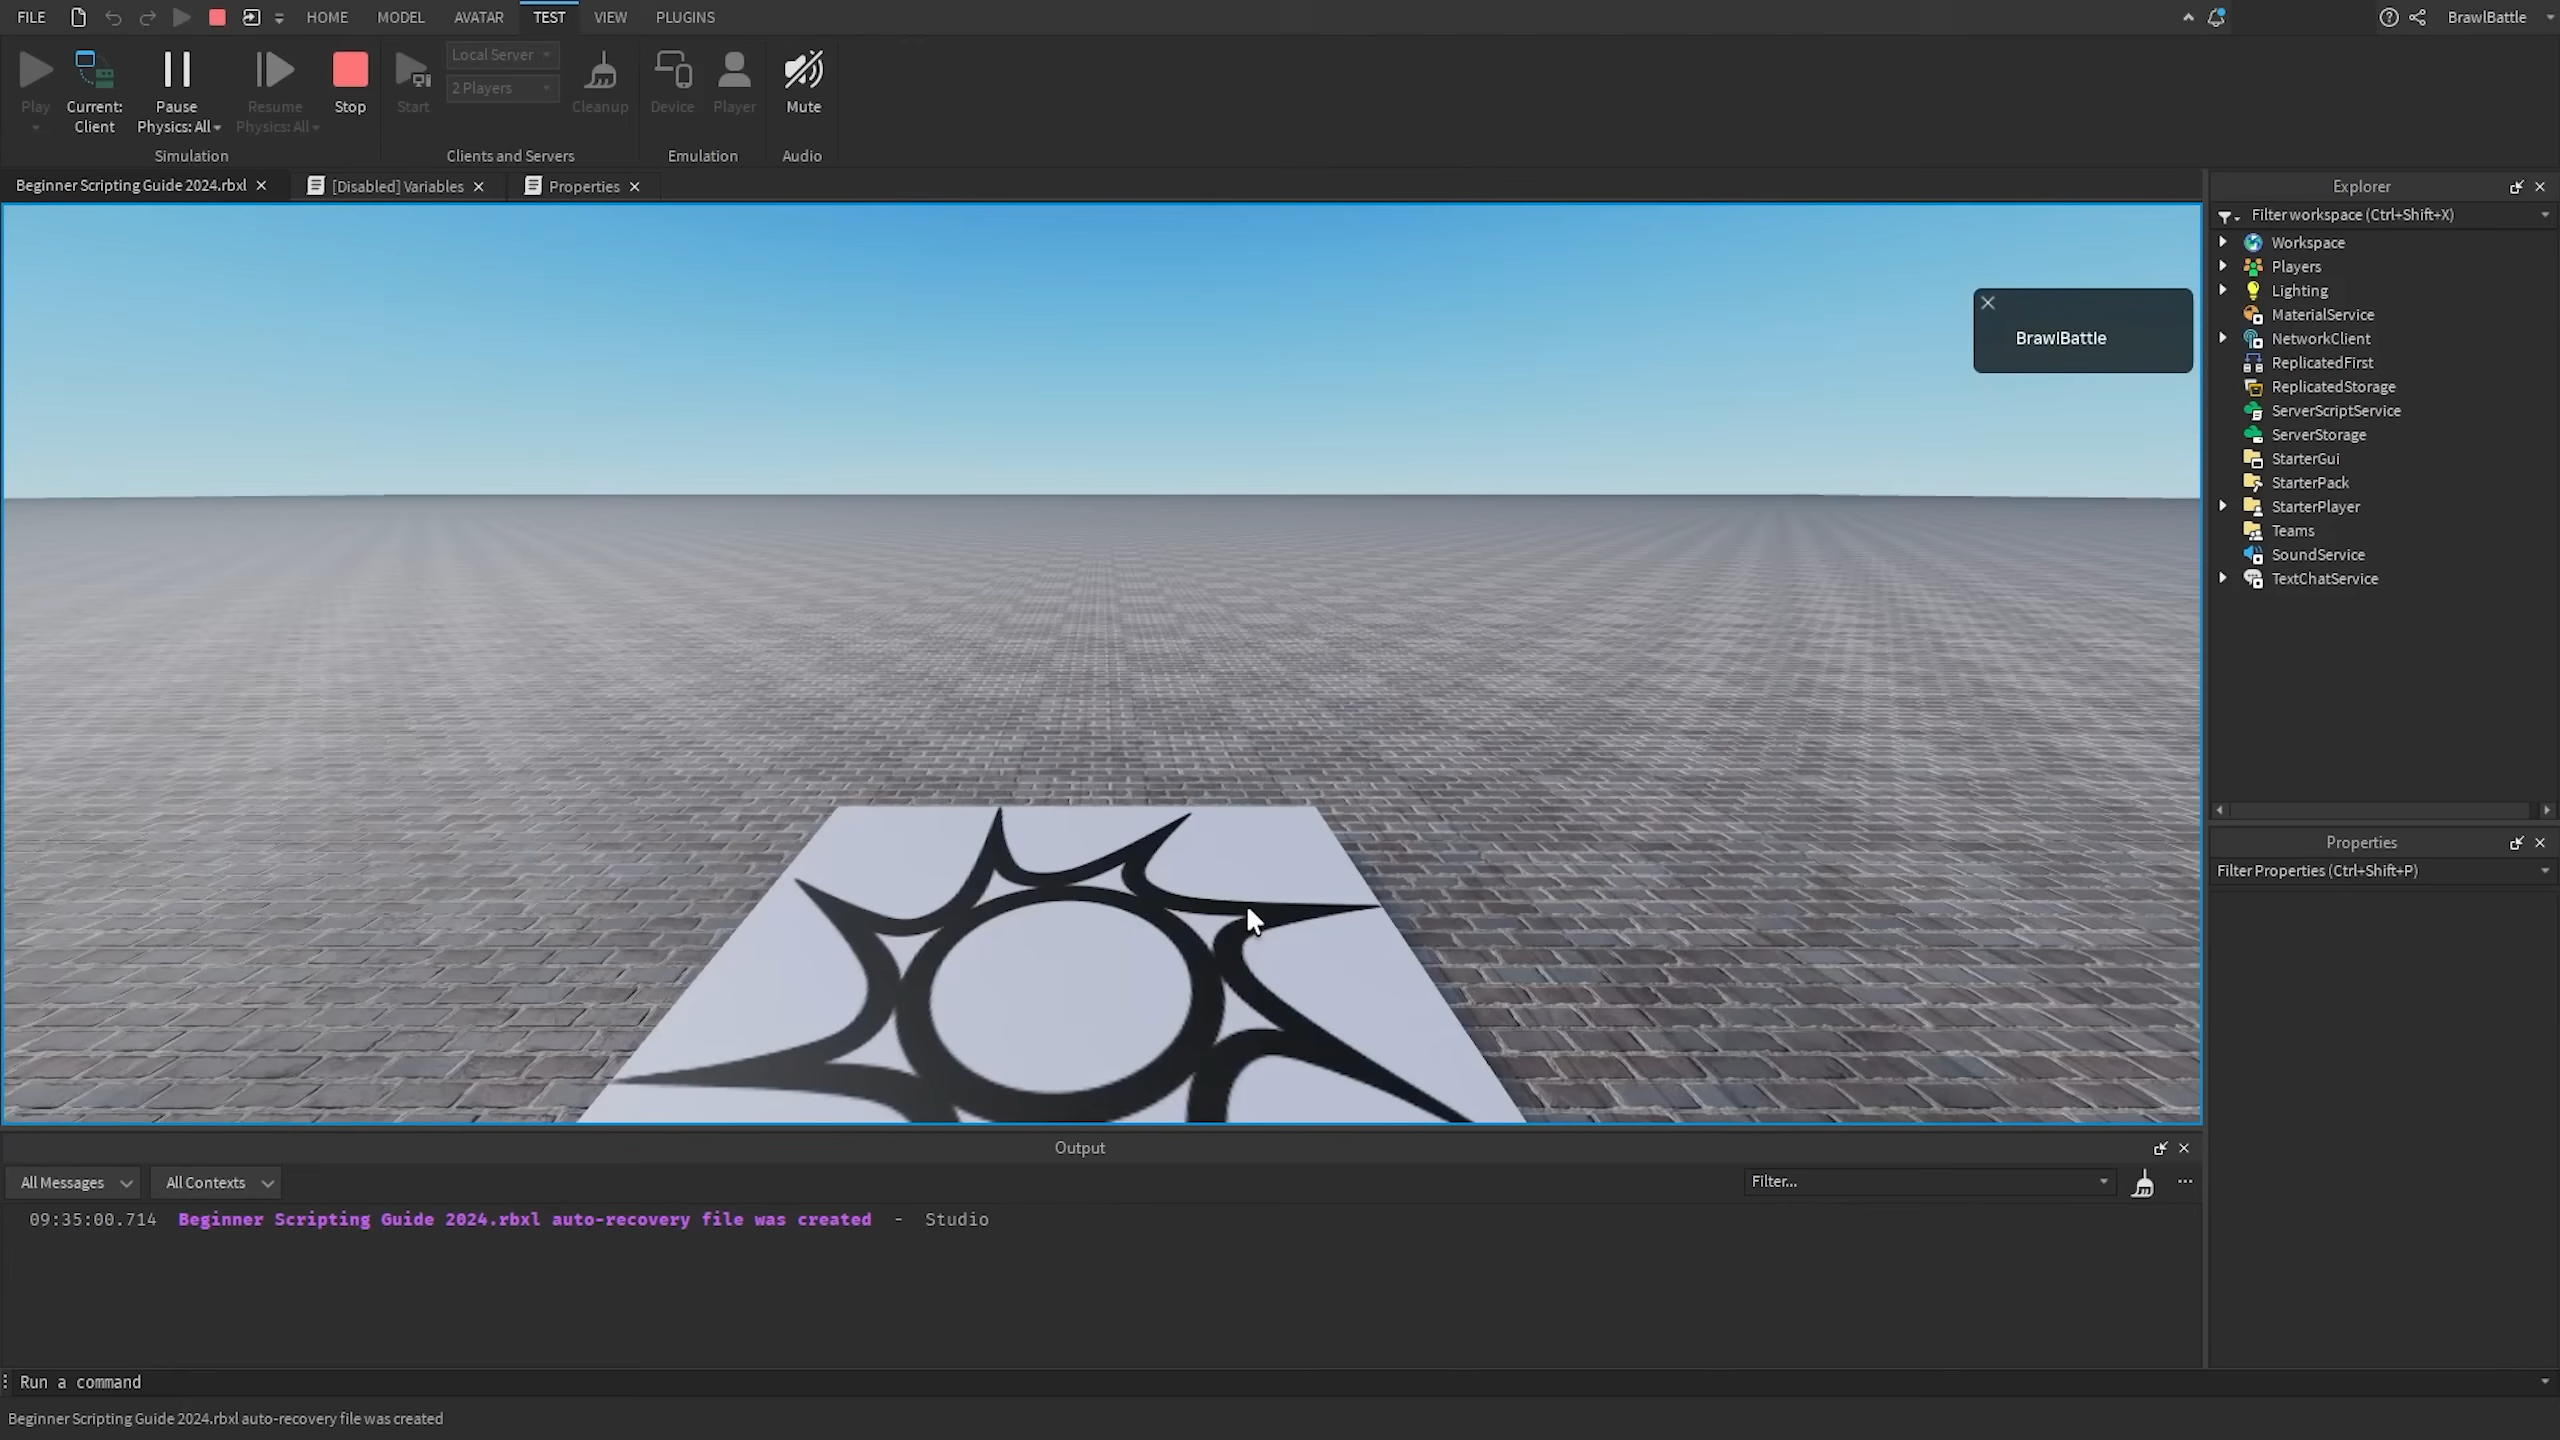 FILE HOME MODEL AVATAR TEST VIEW PLUGINS BrawlBattle
Play
Current:
Client
Pause
Physics: All
Resume
Physics: All
Stop
Simulation
Start
Local Server
2 Players
Cleanup
Clients and Servers
Device
Player
Emulation
Mute
Audio
Beginner Scripting Guide 2024.rbxl
[Disabled] Variables
Properties
BrawlBattle
Explorer
Filter workspace (Ctrl+Shift+X)
Workspace
Players
Lighting
MaterialService
NetworkClient
ReplicatedFirst
ReplicatedStorage
ServerScriptService
ServerStorage
StarterGui
StarterPack
StarterPlayer
Teams
SoundService
TextChatService
Properties
Filter Properties (Ctrl+Shift+P)
Output
All Messages All Contexts Filter...
09:35:00.714 Beginner Scripting Guide 2024.rbxl auto-recovery file was created - Studio
Run a command
Beginner Scripting Guide 2024.rbxl auto-recovery file was created